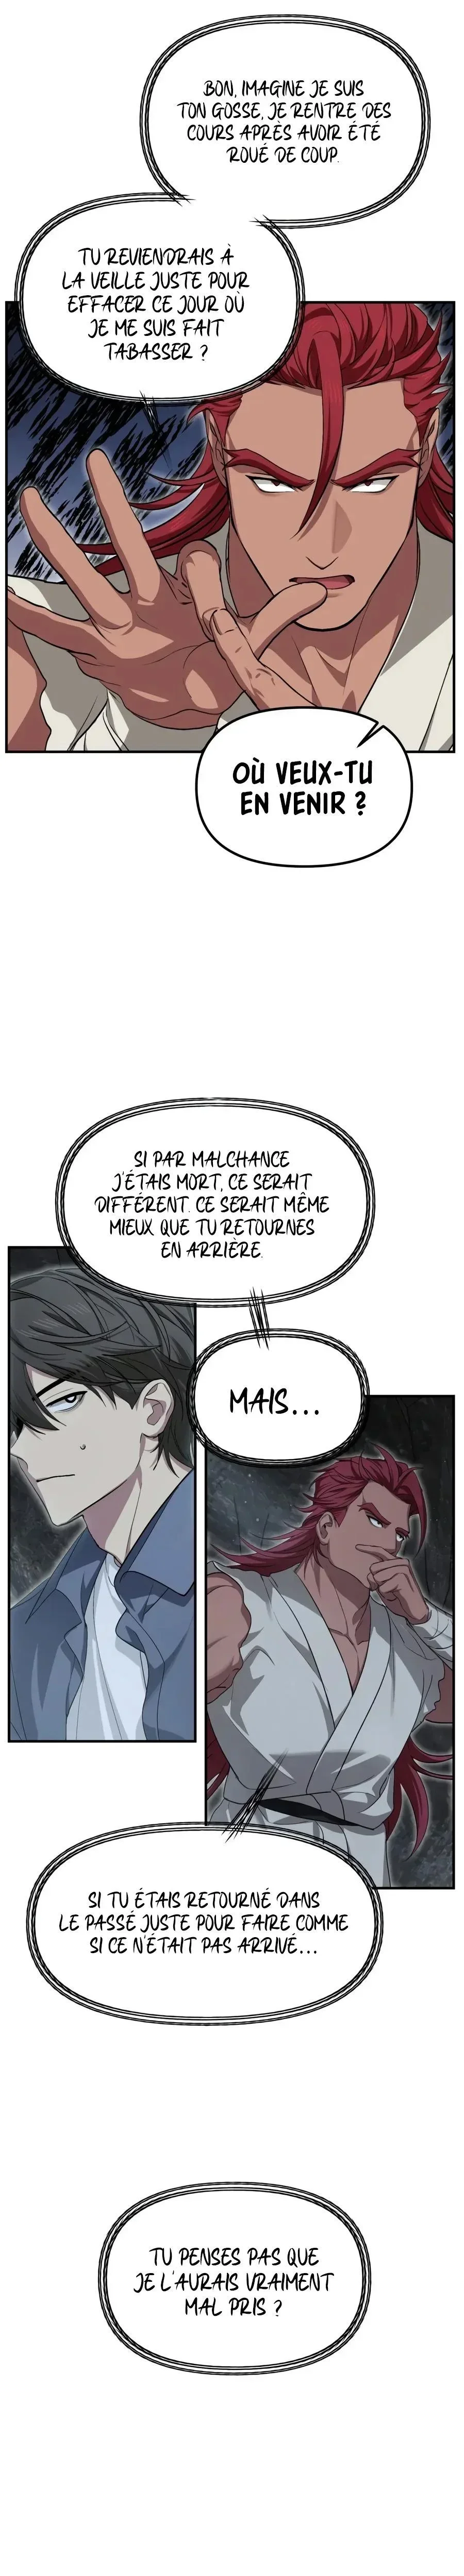 BON, IMAGINE JE SUIS
TON GOSSE, JE RENTRE DES
COURS APRÈS AVOIR ÉTÉ
ROUÉ DE COUP.
TU REVIENDRAIS À
LA VEILLE JUSTE POUR
EFFACER CE JOUR OÙ
JE ME SUIS FAIT
TABASSER ?
OÙ VEUX-TU
EN VENIR ?
SI PAR MALCHANCE
J'ÉTAIS MORT, CE SERAIT
DIFFÉRENT. CE SERAIT MÊME
MIEUX QUE TU RETOURNES
EN ARRIÈRE.
MAIS...
SI TU ÉTAIS RETOURNÉ DANS
LE PASSÉ JUSTE POUR FAIRE COMME
SI CE N'ÉTAIT PAS ARRIVÉ...
TU PENSES PAS QUE
JE L'AURAIS VRAIMENT
MAL PRIS ?